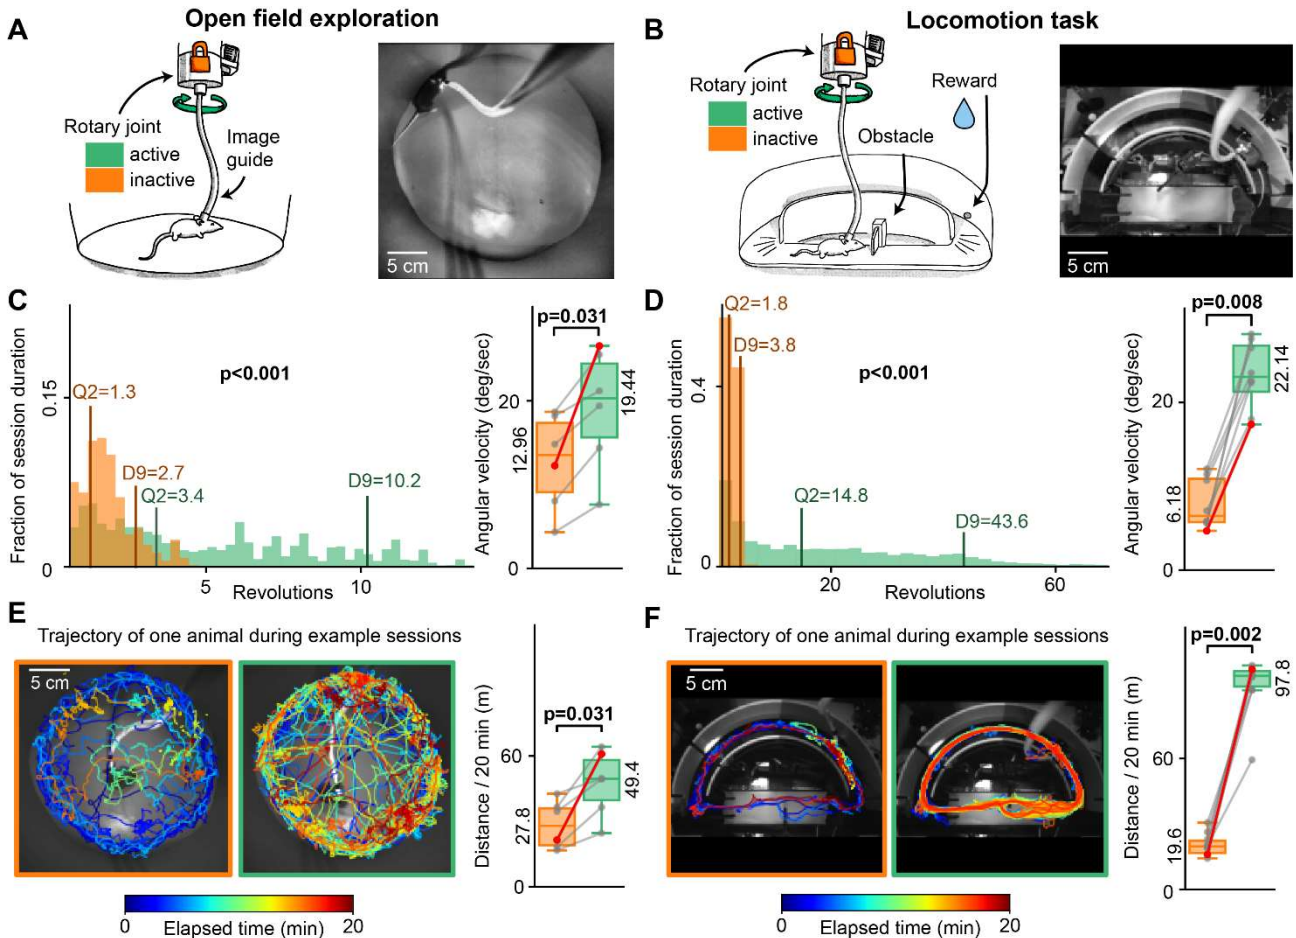 Open field exploration
Locomotion task
A
Rotary joint
active
inactive
Image
guide
5 cm
B
Rotary joint
active
inactive
Reward
Obstacle
5 cm
C
Fraction of session duration
0.15
0
p<0.001
Q2=1.3
D9=2.7
Q2=3.4
D9=10.2
5
10
Revolutions
Angular velocity (deg/sec)
20
0
p=0.031
12.96
19.44
D
Fraction of session duration
0.4
0
Q2=1.8
D9=3.8
p<0.001
Q2=14.8
D9=43.6
20
60
Revolutions
Angular velocity (deg/sec)
20
0
p=0.008
6.18
22.14
E
Trajectory of one animal during example sessions
5 cm
0
20
Elapsed time (min)
Distance / 20 min (m)
60
0
p=0.031
27.8
49.4
F
Trajectory of one animal during example sessions
5 cm
0
20
Elapsed time (min)
Distance / 20 min (m)
60
0
p=0.002
19.6
97.8